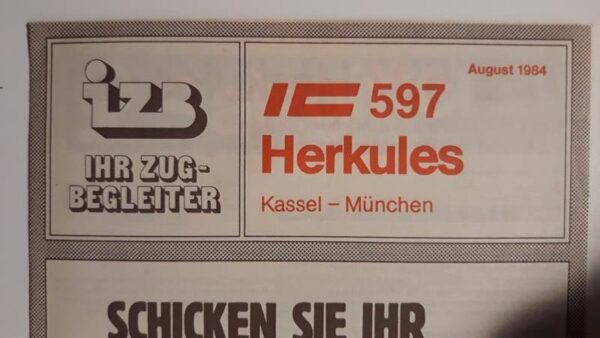 izb
IHR ZUG-
BEGLEITER
August 1984
IC 597
Herkules
Kassel – München
SCHICKEN SIE IHR